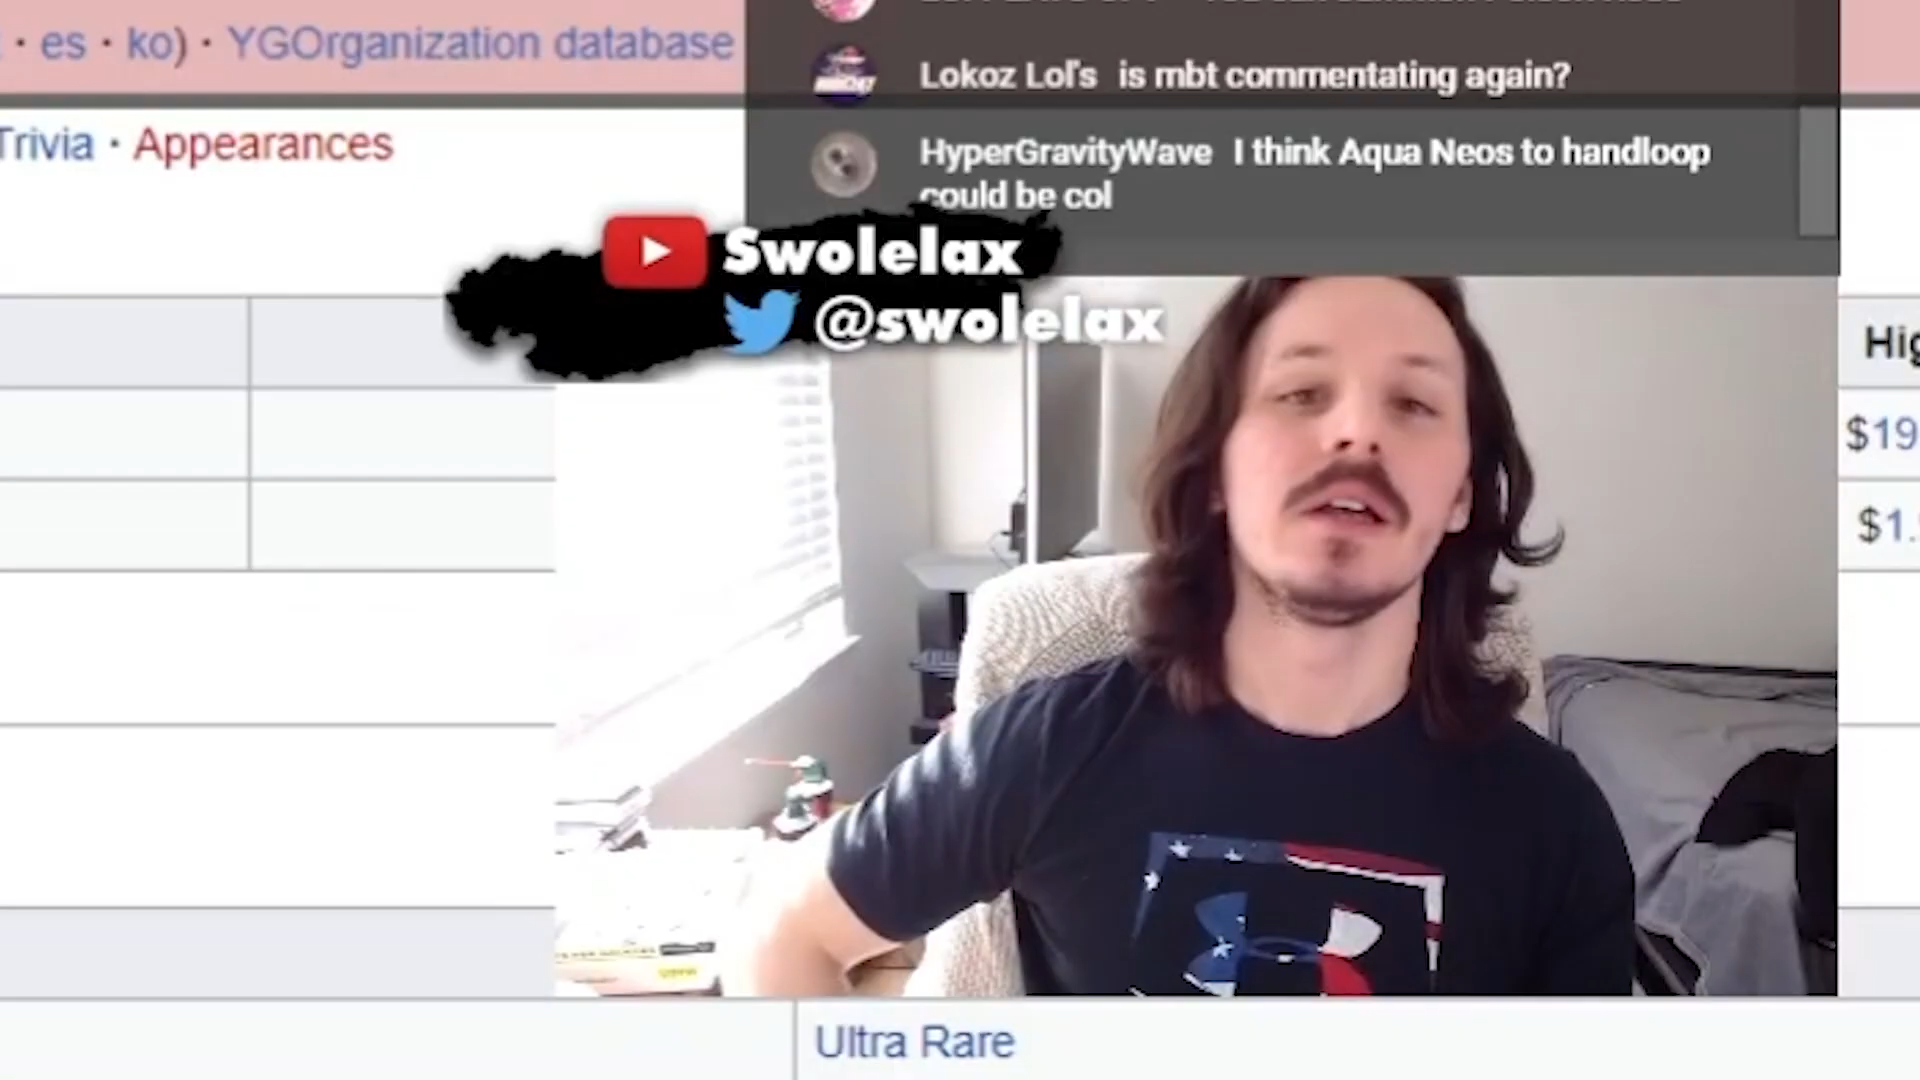 · es · ko) · YGOrganization database
Lokoz Lol's is mbt commentating again?
Trivia · Appearances
HyperGravityWave I think Aqua Neos to handloop
could be col
Swolelax
@swolelax
Hig
$19
$1.
Ultra Rare